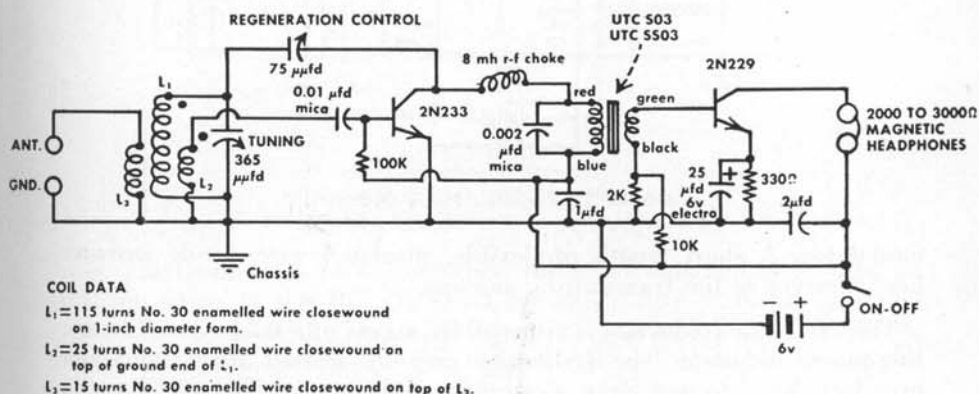 REGENERATION CONTROL
UTC SO3
UTC SSO3
75 μμfd
8 mh r-f choke
2N229
L₁
0.01 μfd
mica
2N233
red
green
2000 TO 3000Ω
MAGNETIC
HEADPHONES
ANT.
TUNING
365
μμfd
100K
0.002
μfd
mica
black
blue
GND.
L₂
L₃
1μfd
2K
25
μfd
6v
electro
+
330Ω
2μfd
10K
Chassis
ON-OFF
- +
6v
COIL DATA
L₁=115 turns No. 30 enamelled wire closewound
on 1-inch diameter form.
L₂=25 turns No. 30 enamelled wire closewound on
top of ground end of L₁.
L₃=15 turns No. 30 enamelled wire closewound on top of L₂.